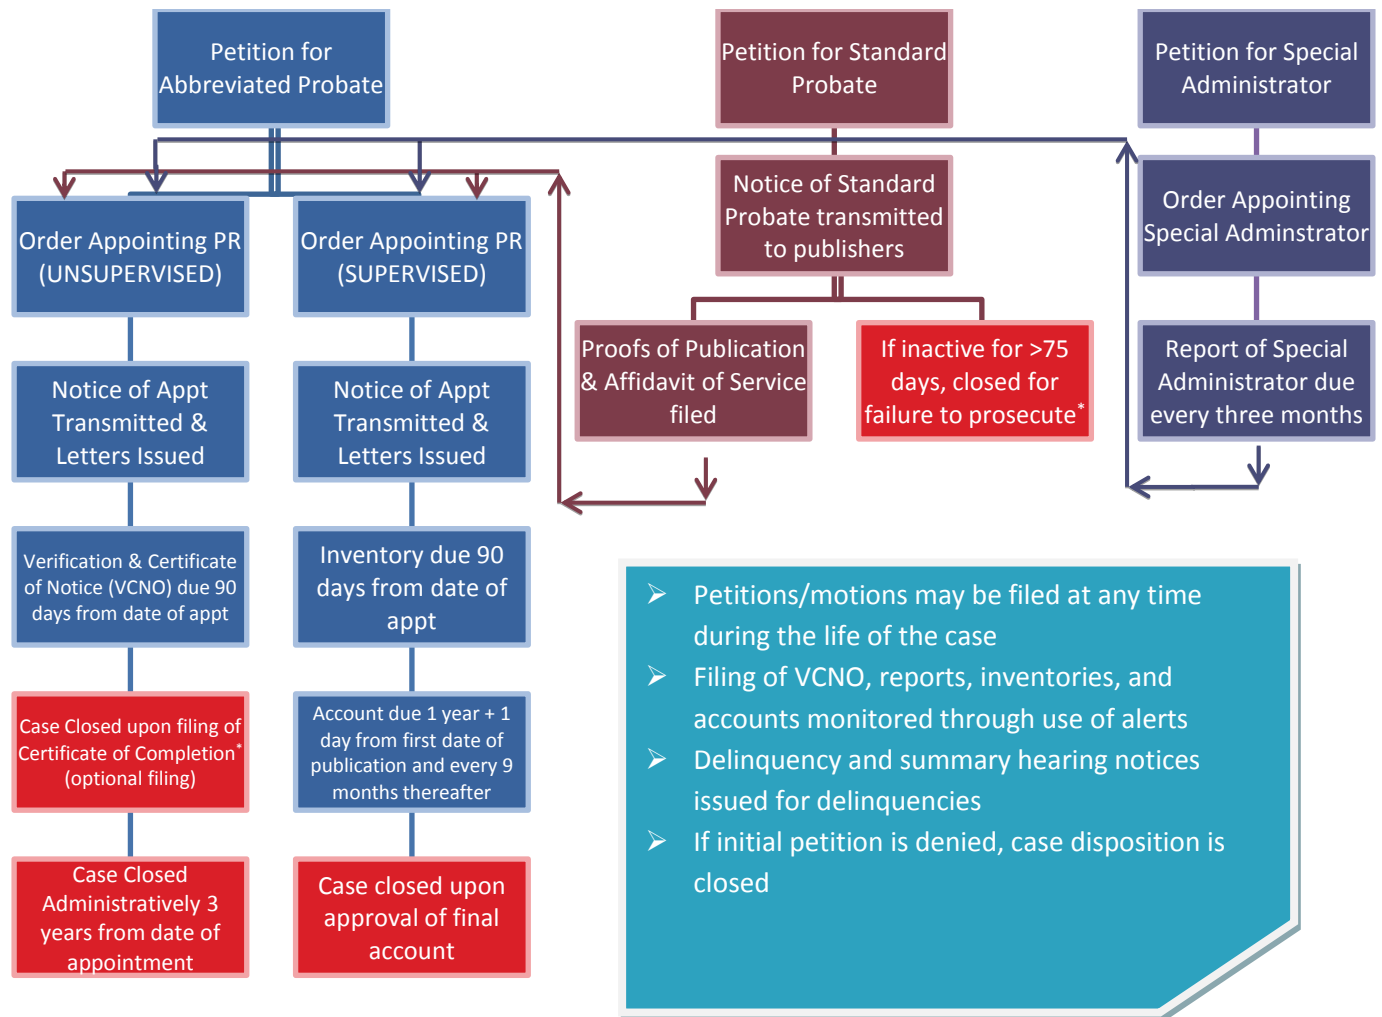 Petition for
Abbreviated Probate
Petition for Standard
Probate
Petition for Special
Administrator
Order Appointing PR
(UNSUPERVISED)
Order Appointing PR
(SUPERVISED)
Notice of Standard
Probate transmitted
to publishers
Order Appointing
Special Adminstrator
Notice of Appt
Transmitted &
Letters Issued
Notice of Appt
Transmitted &
Letters Issued
Proofs of Publication
& Affidavit of Service
filed
If inactive for >75
days, closed for
failure to prosecute*
Report of Special
Administrator due
every three months
Verification & Certificate
of Notice (VCNO) due 90
days from date of appt
Inventory due 90
days from date of
appt
Case Closed upon filing of
Certificate of Completion*
(optional filing)
Account due 1 year + 1
day from first date of
publication and every 9
months thereafter
Case Closed
Administratively 3
years from date of
appointment
Case closed upon
approval of final
account
➢ Petitions/motions may be filed at any time
during the life of the case
➢ Filing of VCNO, reports, inventories, and
accounts monitored through use of alerts
➢ Delinquency and summary hearing notices
issued for delinquencies
➢ If initial petition is denied, case disposition is
closed